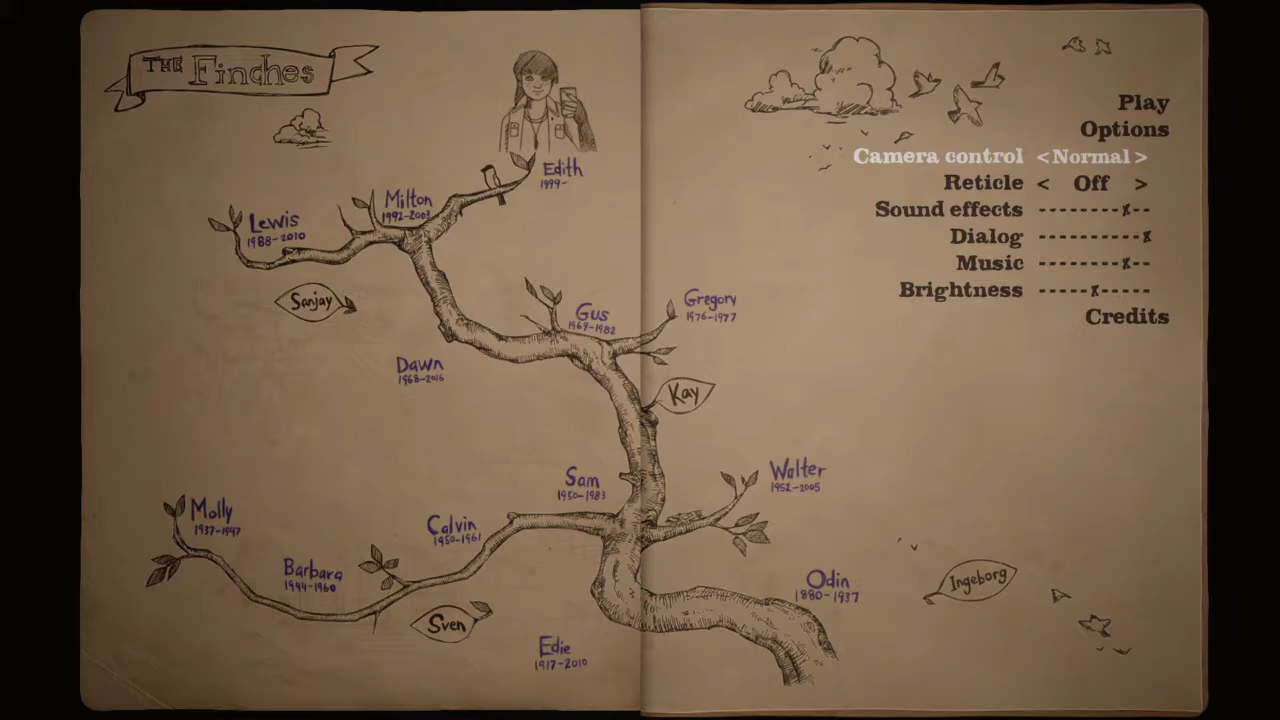 THE Finches
Edith
1999-
Milton
1992-2003
Lewis
1988-2010
Sanjay
Gregory
1976-1977
Gus
1969-1982
Dawn
1968-2016
Kay
Walter
1952-2005
Sam
1950-1983
Molly
1937-1947
Calvin
1950-1961
Barbara
1944-1960
Sven
Odin
1880-1937
Ingeborg
Edie
1917-2010
Play
Options
Camera control <Normal>
Reticle < Off >
Sound effects --------x--
Dialog ----------x
Music --------x--
Brightness -----x-----
Credits